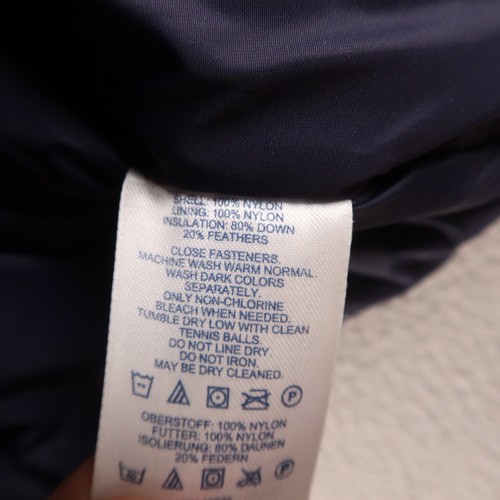 SHELL: 100% NYLON
LINING: 100% NYLON
INSULATION: 80% DOWN
20% FEATHERS
CLOSE FASTENERS.
MACHINE WASH WARM NORMAL.
WASH DARK COLORS
SEPARATELY.
ONLY NON-CHLORINE
BLEACH WHEN NEEDED.
TUMBLE DRY LOW WITH CLEAN
TENNIS BALLS.
DO NOT LINE DRY.
DO NOT IRON.
MAY BE DRY CLEANED.
P
OBERSTOFF: 100% NYLON
FUTTER: 100% NYLON
ISOLIERUNG: 80% DAUNEN
20% FEDERN
P